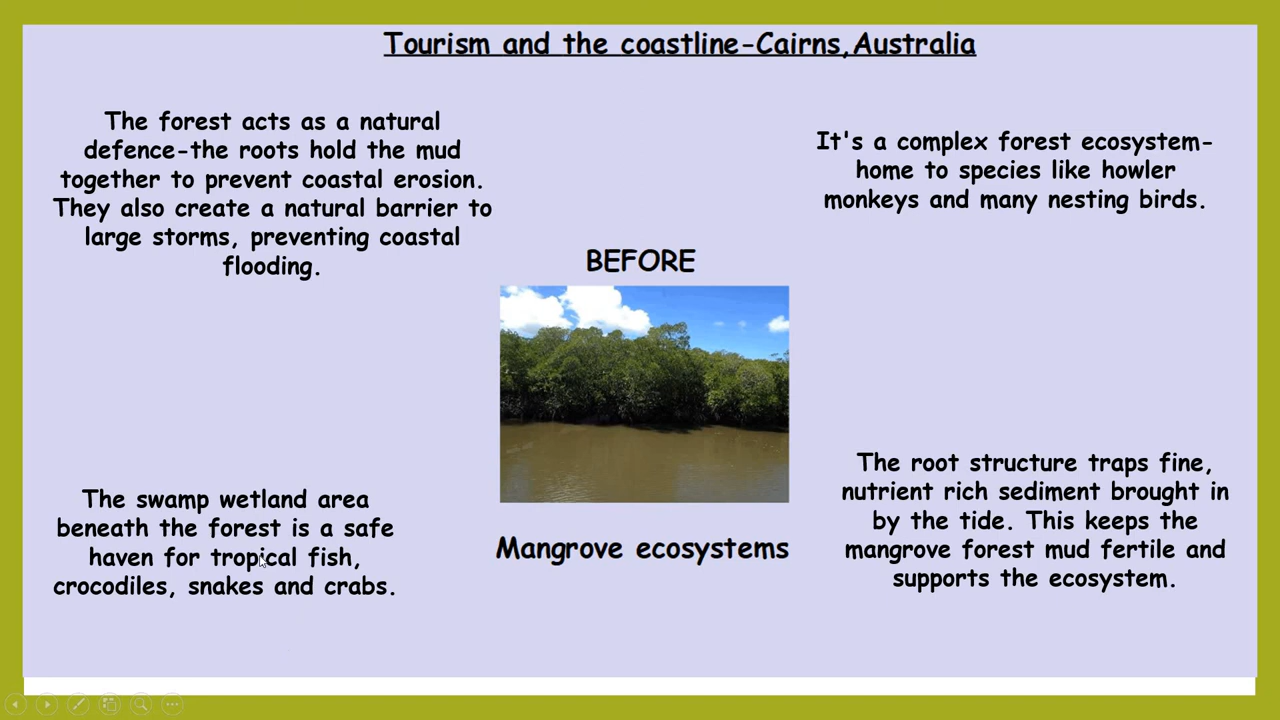 Tourism and the coastline-Cairns,Australia
The forest acts as a natural
defence-the roots hold the mud
together to prevent coastal erosion.
They also create a natural barrier to
large storms, preventing coastal
flooding.
It's a complex forest ecosystem-
home to species like howler
monkeys and many nesting birds.
BEFORE
The swamp wetland area
beneath the forest is a safe
haven for tropical fish,
crocodiles, snakes and crabs.
Mangrove ecosystems
The root structure traps fine,
nutrient rich sediment brought in
by the tide. This keeps the
mangrove forest mud fertile and
supports the ecosystem.